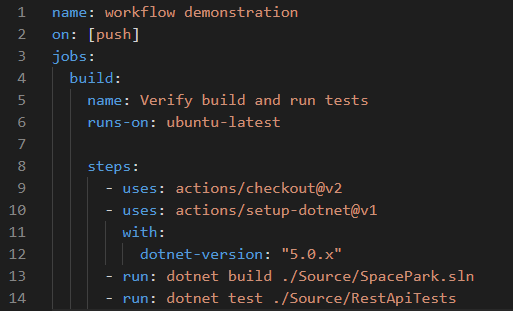 1 name: workflow demonstration
2 on: [push]
3 jobs:
4   build:
5     name: Verify build and run tests
6     runs-on: ubuntu-latest
7
8     steps:
9       - uses: actions/checkout@v2
10       - uses: actions/setup-dotnet@v1
11         with:
12           dotnet-version: "5.0.x"
13       - run: dotnet build ./Source/SpacePark.sln
14       - run: dotnet test ./Source/RestApiTests